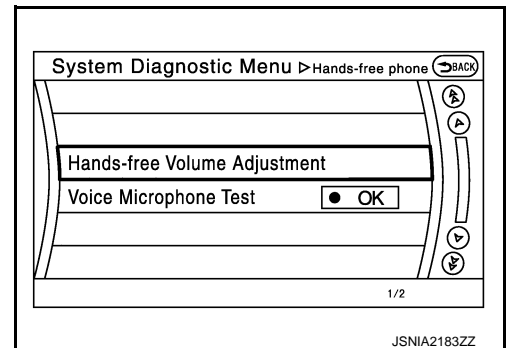 System Diagnostic Menu ▷Hands-free phone BACK
Hands-free Volume Adjustment
Voice Microphone Test ● OK
1/2
JSNIA2183ZZ